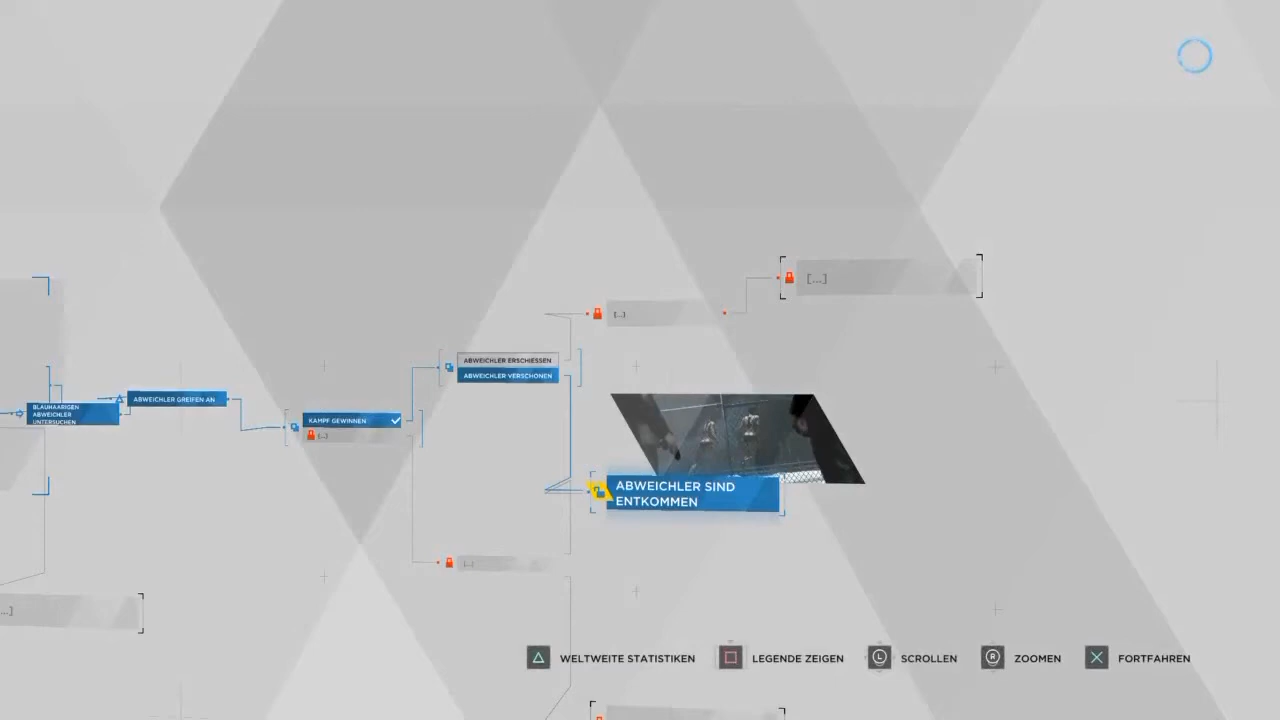 [...]
[...]
ABWEICHLER ERSCHIESSEN
ABWEICHLER VERSCHONEN
ABWEICHLER GREIFEN AN
BLAUHAARIGEN
ABWEICHLER
UNTERSUCHEN
KAMPF GEWINNEN
[...]
ABWEICHLER SIND
ENTKOMMEN
[...]
...]
WELTWEITE STATISTIKEN
LEGENDE ZEIGEN
L
SCROLLEN
R
ZOOMEN
FORTFAHREN